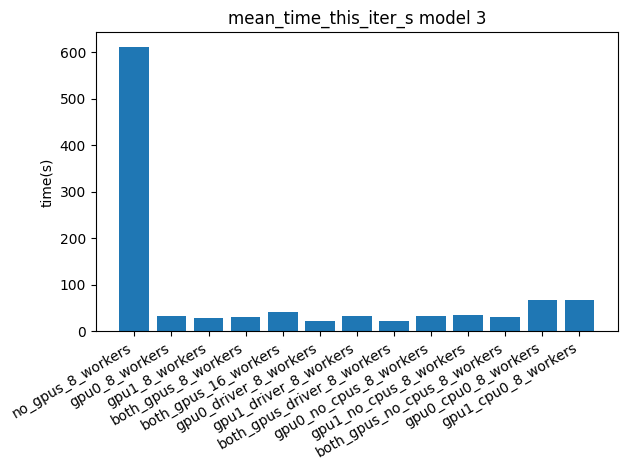 mean_time_this_iter_s model 3
time(s)
600
500
400
300
200
100
0
no_gpus_8_workers
gpu0_8_workers
gpu1_8_workers
both_gpus_8_workers
both_gpus_16_workers
gpu0_driver_8_workers
gpu1_driver_8_workers
both_gpus_driver_8_workers
gpu0_no_cpus_8_workers
gpu1_no_cpus_8_workers
both_gpus_no_cpus_8_workers
gpu0_cpu0_8_workers
gpu1_cpu0_8_workers